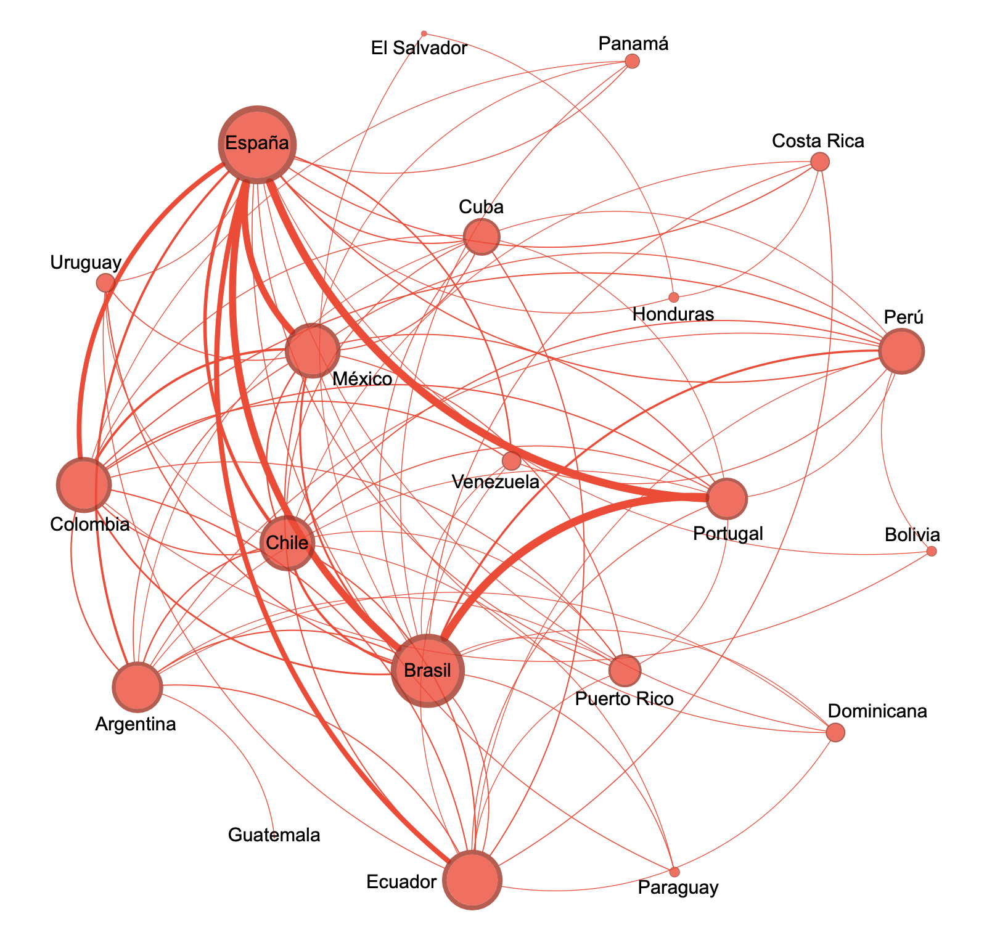 El Salvador
Panamá
España
Costa Rica
Cuba
Uruguay
Honduras
Perú
México
Venezuela
Colombia
Chile
Portugal
Bolivia
Brasil
Puerto Rico
Argentina
Dominicana
Guatemala
Ecuador
Paraguay